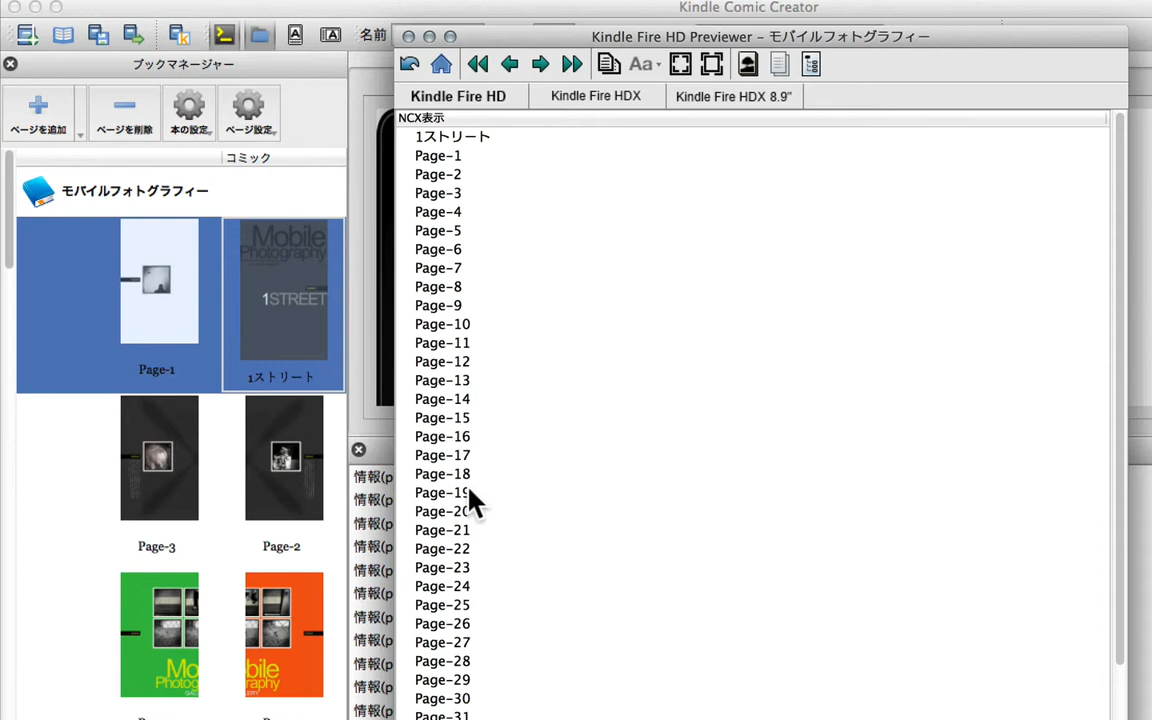 Kindle Comic Creator
名前
Kindle Fire HD Previewer – モバイルフォトグラフィー
ブックマネージャー
Aa
Kindle Fire HD
Kindle Fire HDX
Kindle Fire HDX 8.9"
ページを追加
ページを削除
本の設定
ページ設定
NCX表示
コミック
モバイルフォトグラフィー
Mobile
Photography
1STREET
Page-1
1ストリート
Page-3
Page-2
1ストリート
Page-1
Page-2
Page-3
Page-4
Page-5
Page-6
Page-7
Page-8
Page-9
Page-10
Page-11
Page-12
Page-13
Page-14
Page-15
Page-16
Page-17
Page-18
Page-19
Page-20
Page-21
Page-22
Page-23
Page-24
Page-25
Page-26
Page-27
Page-28
Page-29
Page-30
Page-31
情報(p
情報(p
情報(p
情報(p
情報(p
情報(p
情報(p
情報(p
情報(p
情報(p
情報(p